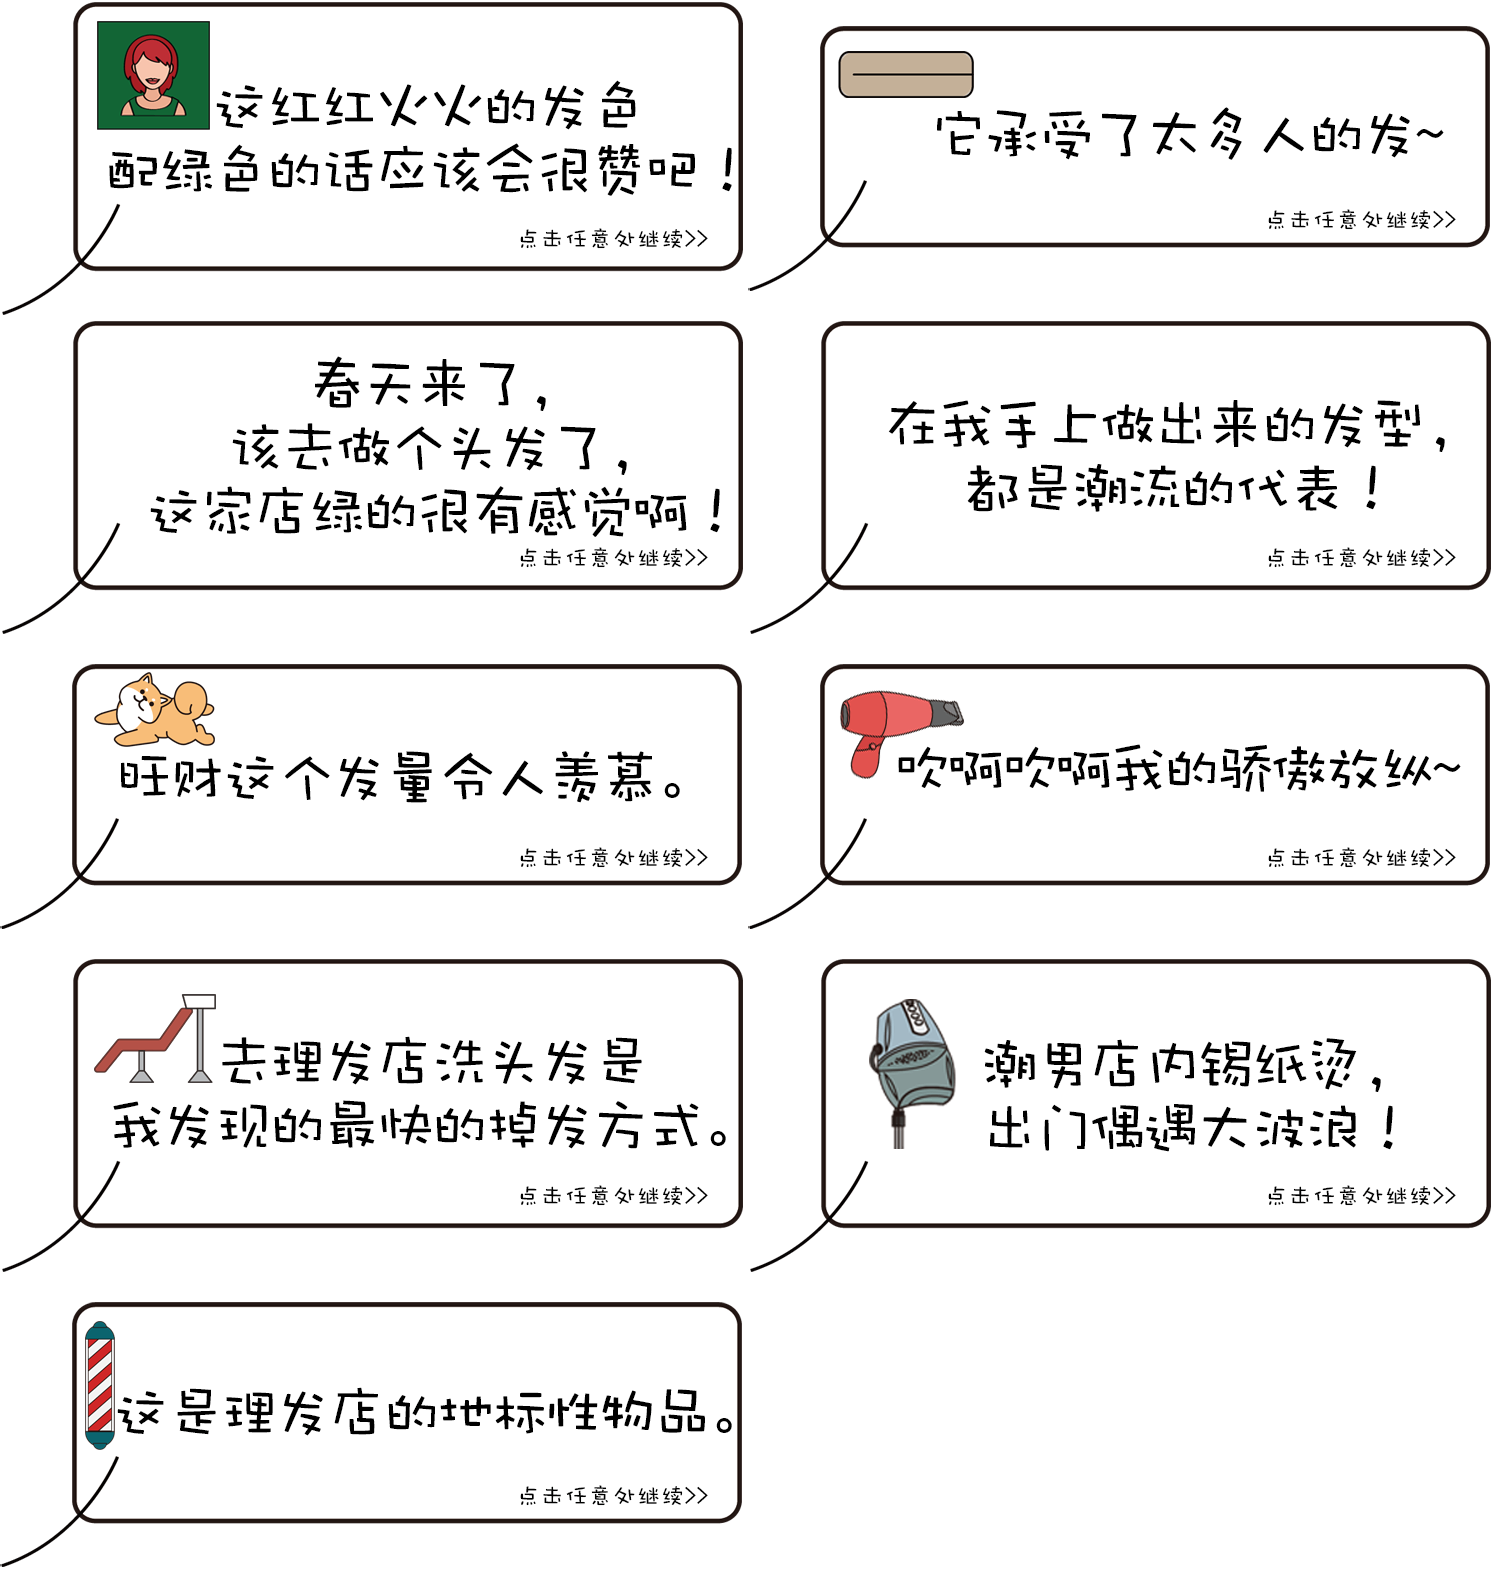 这红红火火的发色
配绿色的话应该会很赞吧！
点击任意处继续>>
它承受了太多人的发~
点击任意处继续>>
春天来了，
该去做个头发了，
这家店绿的很有感觉啊！
点击任意处继续>>
在我手上做出来的发型，
都是潮流的代表！
点击任意处继续>>
旺财这个发量令人羡慕。
点击任意处继续>>
吹啊吹啊我的骄傲放纵~
点击任意处继续>>
去理发店洗头发是
我发现的最快的掉发方式。
点击任意处继续>>
潮男店内锡纸烫，
出门偶遇大波浪！
点击任意处继续>>
这是理发店的地标性物品。
点击任意处继续>>